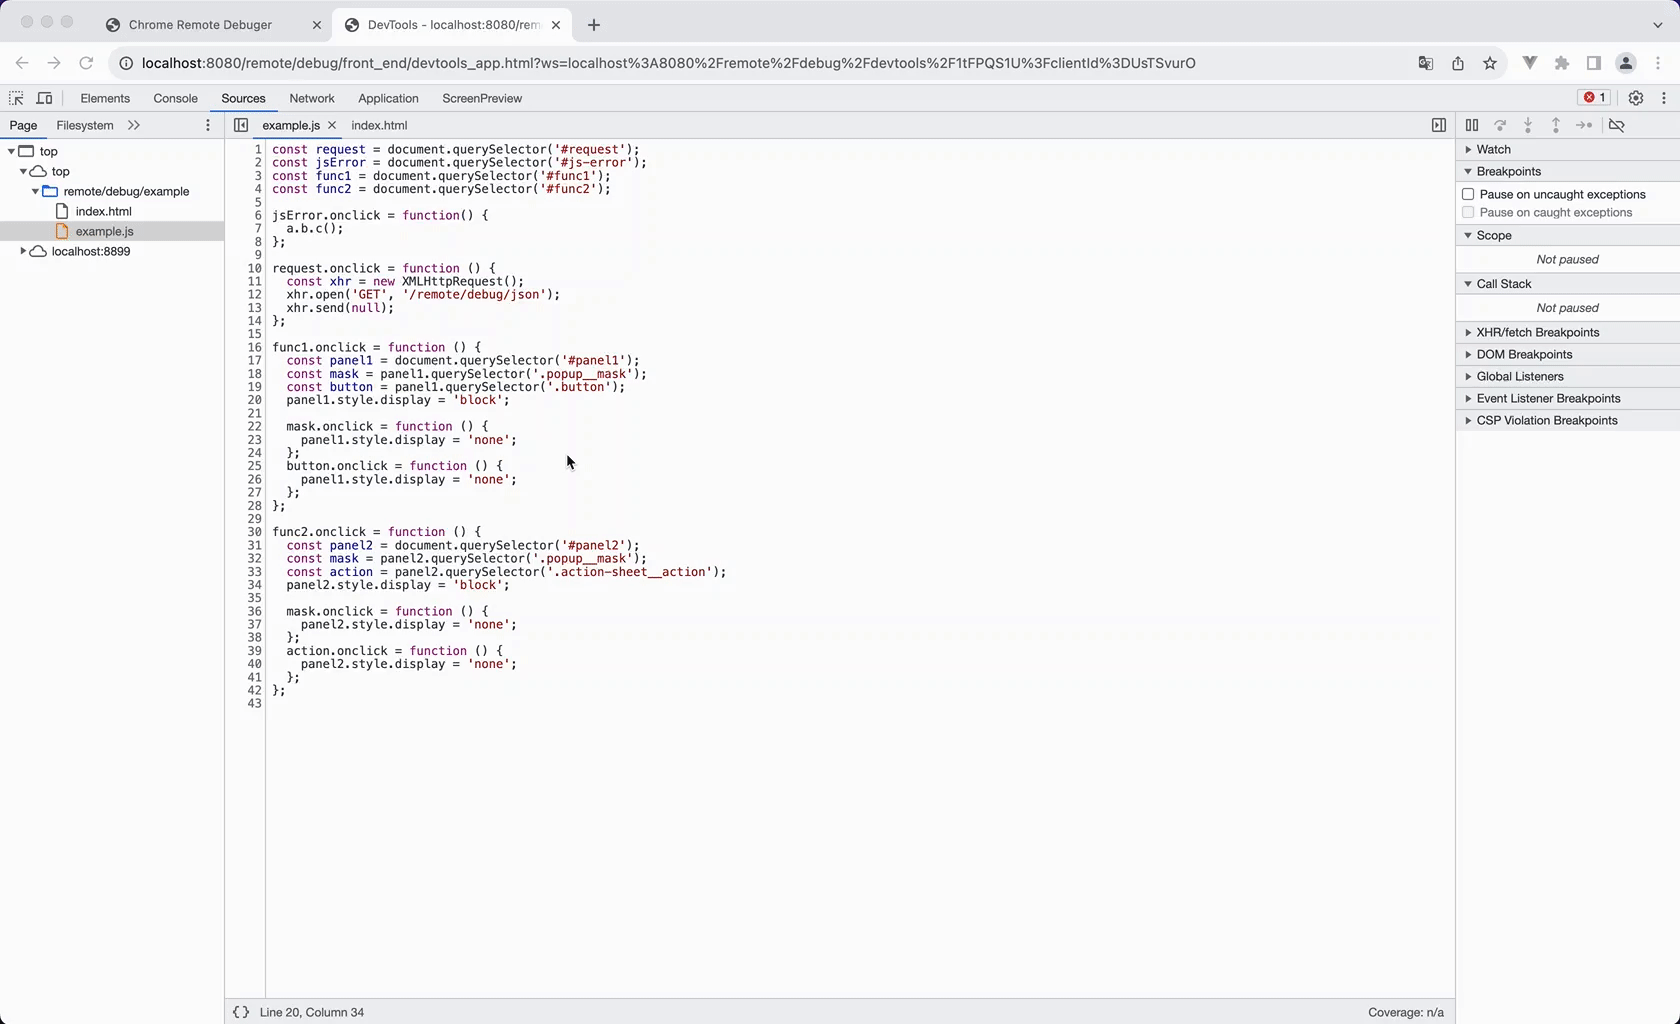 Chrome Remote Debuger
DevTools - localhost:8080/rem
localhost:8080/remote/debug/front_end/devtools_app.html?ws=localhost%3A8080%2Fremote%2Fdebug%2Fdevtools%2F1tFPQS1U%3FclientId%3DUsTSvurO
Elements Console Sources Network Application ScreenPreview 1
Page Filesystem
example.js index.html
top
top
remote/debug/example
index.html
example.js
localhost:8899
1 const request = document.querySelector('#request');
2 const jsError = document.querySelector('#js-error');
3 const func1 = document.querySelector('#func1');
4 const func2 = document.querySelector('#func2');
5
6 jsError.onclick = function() {
7   a.b.c();
8 };
9
10 request.onclick = function () {
11   const xhr = new XMLHttpRequest();
12   xhr.open('GET', '/remote/debug/json');
13   xhr.send(null);
14 };
15
16 func1.onclick = function () {
17   const panel1 = document.querySelector('#panel1');
18   const mask = panel1.querySelector('.popup__mask');
19   const button = panel1.querySelector('.button');
20   panel1.style.display = 'block';
21
22   mask.onclick = function () {
23     panel1.style.display = 'none';
24   };
25   button.onclick = function () {
26     panel1.style.display = 'none';
27   };
28 };
29
30 func2.onclick = function () {
31   const panel2 = document.querySelector('#panel2');
32   const mask = panel2.querySelector('.popup__mask');
33   const action = panel2.querySelector('.action-sheet__action');
34   panel2.style.display = 'block';
35
36   mask.onclick = function () {
37     panel2.style.display = 'none';
38   };
39   action.onclick = function () {
40     panel2.style.display = 'none';
41   };
42 };
43
Watch
Breakpoints
Pause on uncaught exceptions
Pause on caught exceptions
Scope
Not paused
Call Stack
Not paused
XHR/fetch Breakpoints
DOM Breakpoints
Global Listeners
Event Listener Breakpoints
CSP Violation Breakpoints
{} Line 20, Column 34
Coverage: n/a